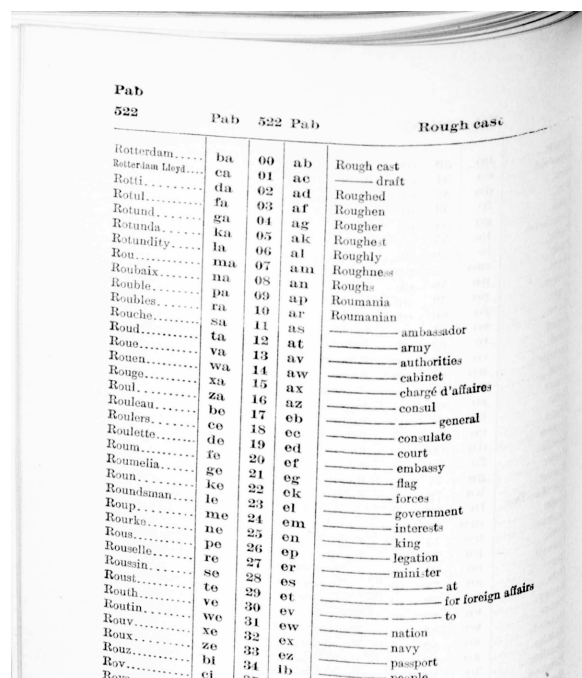 Pab
522 Pab 522 Pab Rough cast
Rotterdam..... ba 00 ab Rough cast
Rotterdam Lloyd.... ca 01 ac —— draft
Rotti......... da 02 ad Roughed
Rotul......... fa 03 af Roughen
Rotund........ ga 04 ag Rougher
Rotunda....... ka 05 ak Roughest
Rotundity..... la 06 al Roughly
Rou........... ma 07 am Roughness
Roubaix....... na 08 an Roughs
Rouble........ pa 09 ap Roumania
Roubles....... ra 10 ar Roumanian
Rouche........ sa 11 as —— ambassador
Roud.......... ta 12 at —— army
Roue.......... va 13 av —— authorities
Rouen......... wa 14 aw —— cabinet
Rouge......... xa 15 ax —— chargé d'affaires
Roul.......... za 16 az —— consul
Rouleau....... be 17 eb —— —— general
Roulers....... ce 18 ec —— consulate
Roulette...... de 19 ed —— court
Roum.......... fe 20 ef —— embassy
Roumelia...... ge 21 eg —— flag
Roun.......... ke 22 ek —— forces
Roundsman..... le 23 el —— government
Roup.......... me 24 em —— interests
Rourke........ ne 25 en —— king
Rous.......... pe 26 ep —— legation
Rouselle...... re 27 er —— minister
Roussin....... se 28 es —— —— at
Roust......... te 29 et —— —— for foreign affairs
Routh......... ve 30 ev —— —— to
Routin........ we 31 ew —— nation
Rouv.......... xe 32 ex —— navy
Roux.......... ze 33 ez —— passport
Rouz.......... bi 34 ib —— people
Rov........... ci